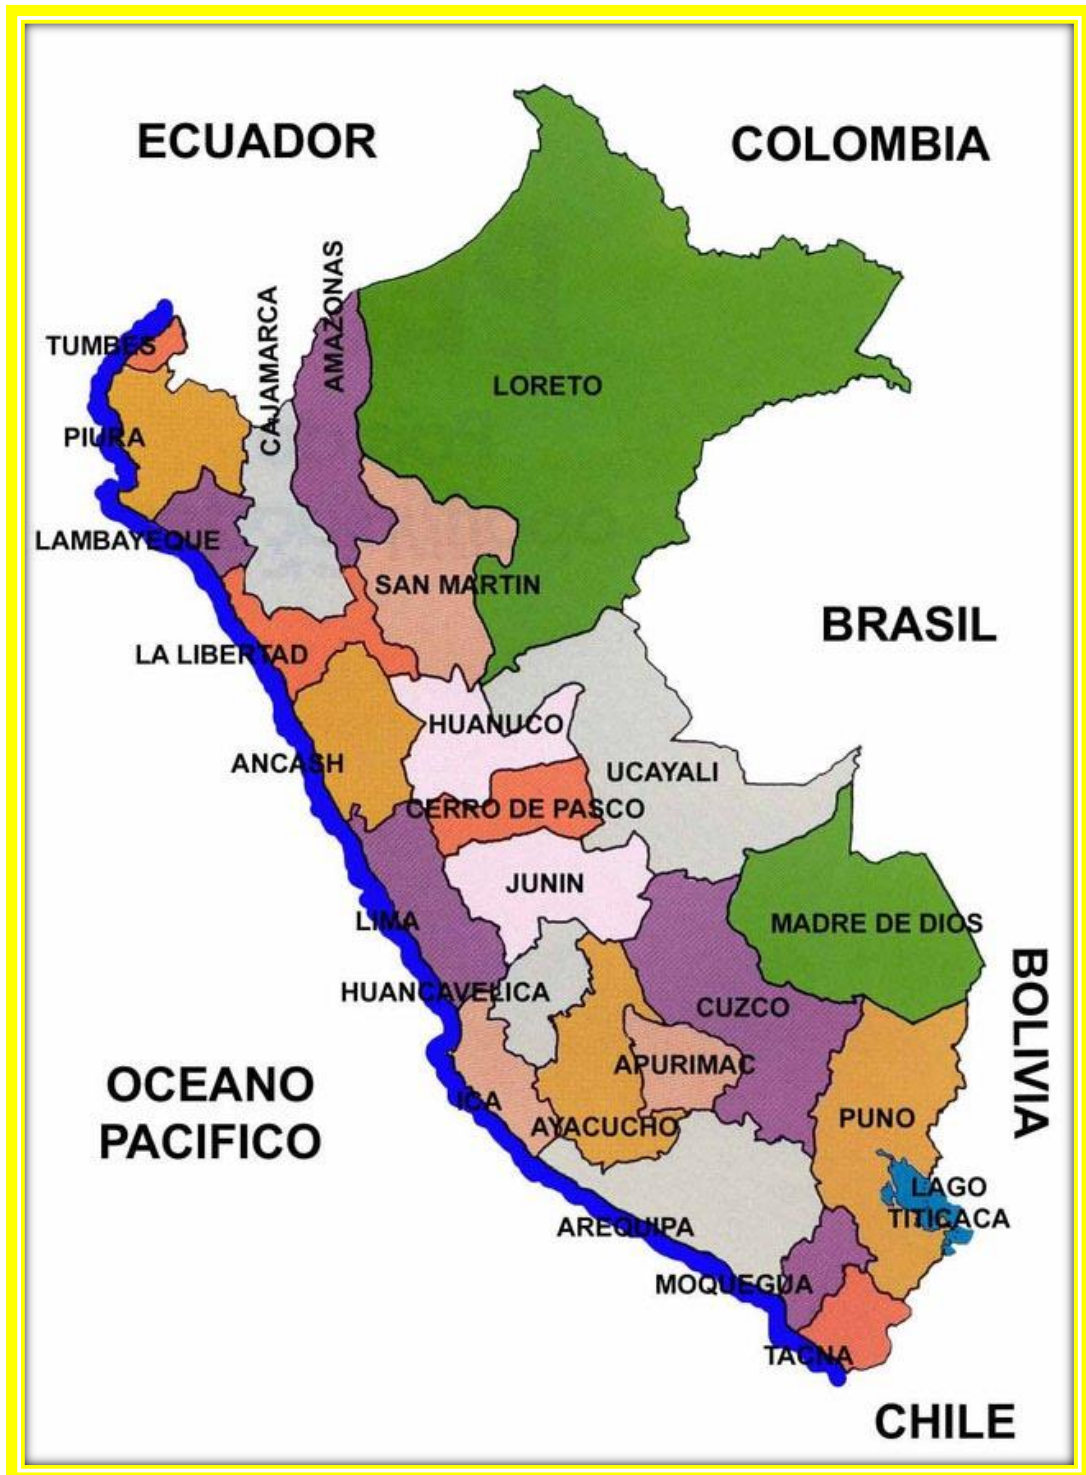 ECUADOR
COLOMBIA
AMAZONAS
CAJAMARCA
TUMBES
LORETO
PIURA
LAMBAYEQUE
SAN MARTIN
BRASIL
LA LIBERTAD
HUANUCO
ANCASH
UCAYALI
CERRO DE PASCO
JUNIN
LIMA
MADRE DE DIOS
HUANCAVELICA
CUZCO
BOLIVIA
APURIMAC
OCEANO
PACIFICO
ICA
AYACUCHO
PUNO
LAGO
TITICACA
AREQUIPA
MOQUEGUA
TACNA
CHILE